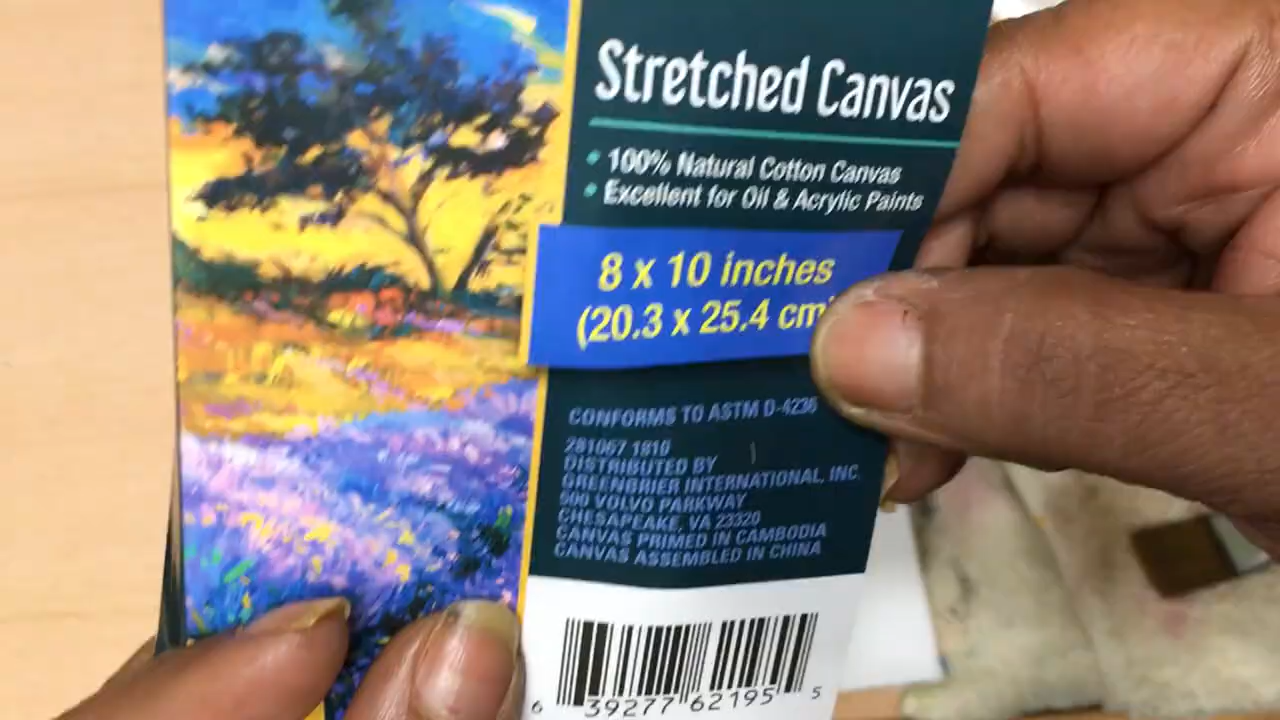 Stretched Canvas
• 100% Natural Cotton Canvas
• Excellent for Oil & Acrylic Paints
8 x 10 inches
(20.3 x 25.4 cm
CONFORMS TO ASTM D-4236
281067 1810
DISTRIBUTED BY
GREENBRIER INTERNATIONAL, INC.
500 VOLVO PARKWAY
CHESAPEAKE, VA 23320
CANVAS PRIMED IN CAMBODIA
CANVAS ASSEMBLED IN CHINA
6 39277 62195 5